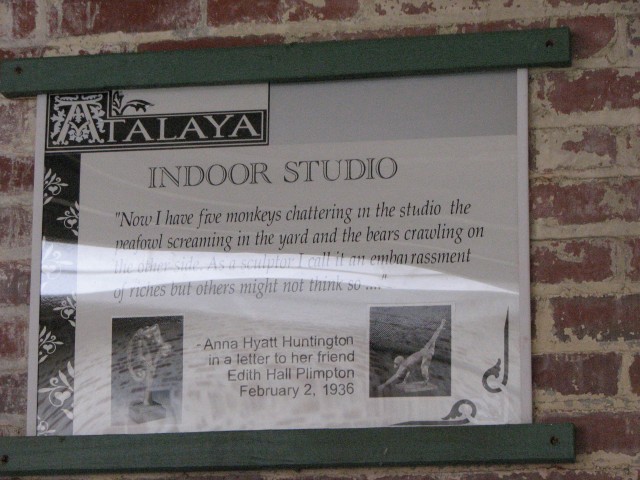 ATALAYA
INDOOR STUDIO
"Now I have five monkeys chattering in the studio the
peafowl screaming in the yard and the bears crawling on
the other side. As a sculptor I call it an embarrassment
of riches but others might not think so
- Anna Hyatt Huntington
in a letter to her friend
Edith Hall Plimpton
February 2, 1936